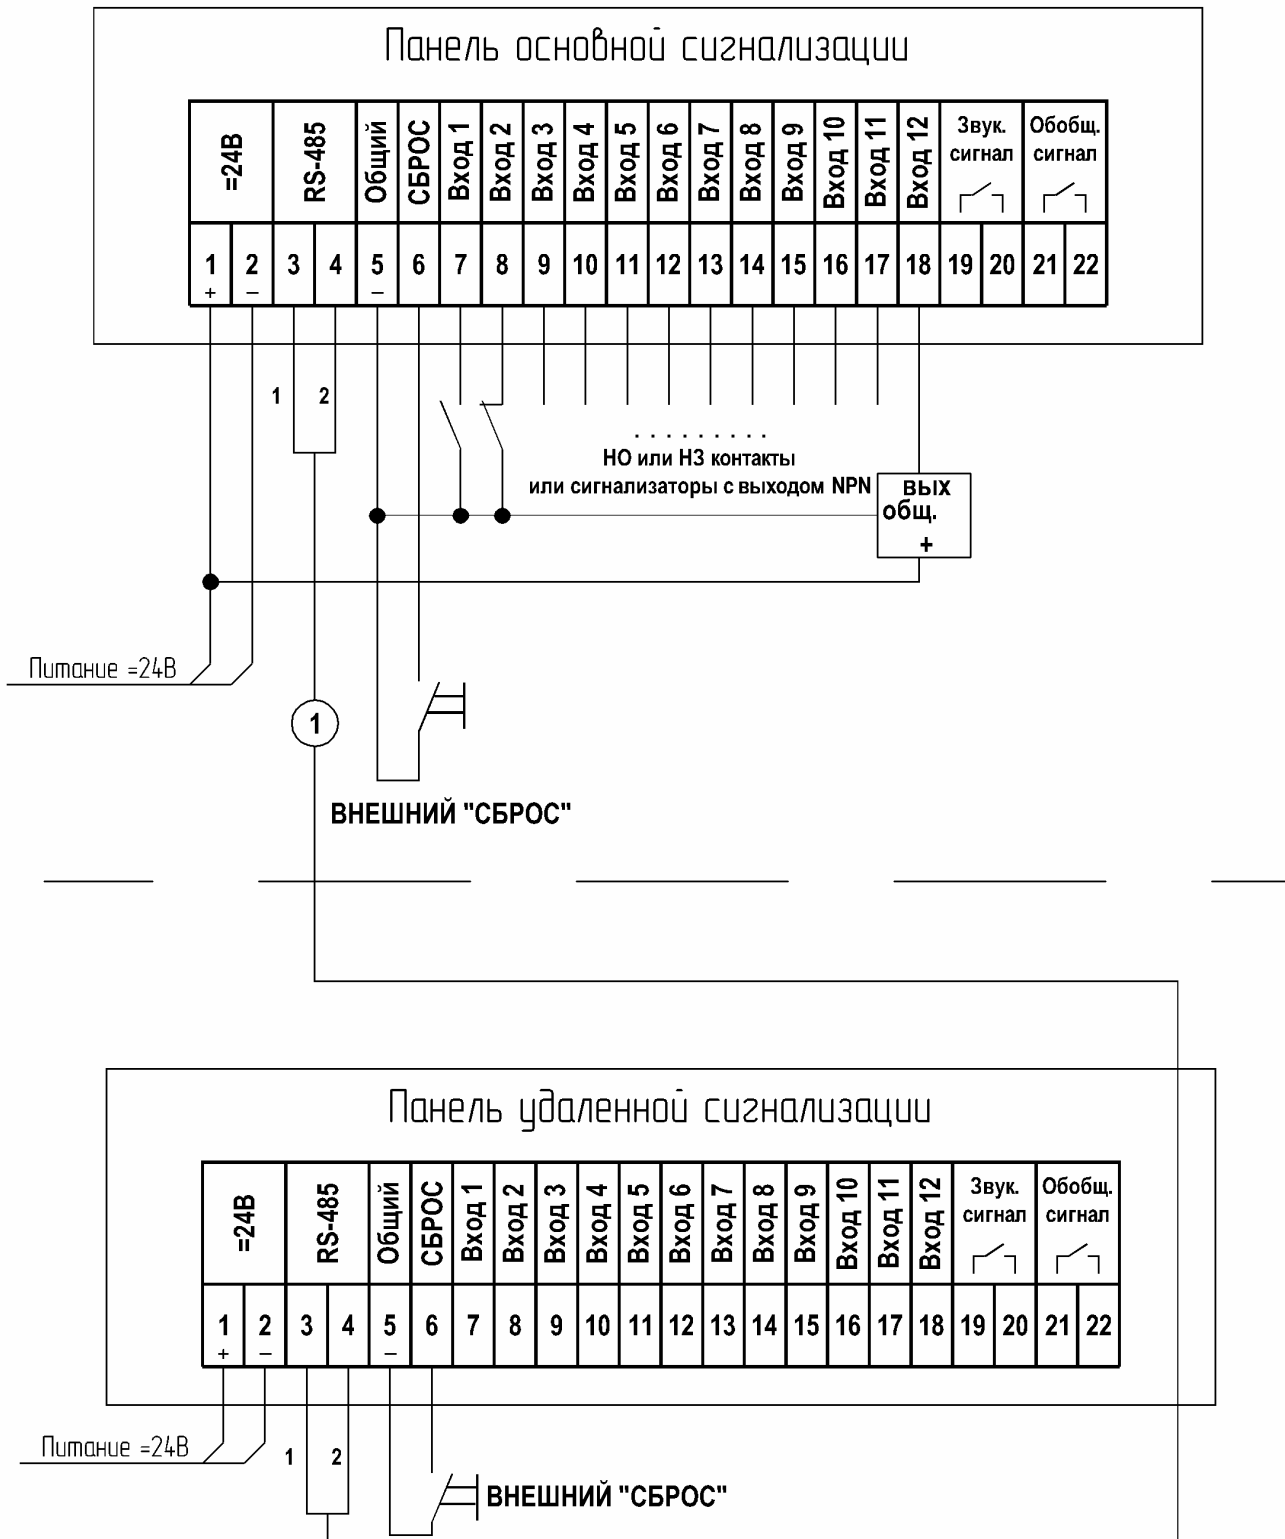 Панель основной сигнализации
=24В RS-485 Общий СБРОС Вход 1 Вход 2 Вход 3 Вход 4 Вход 5 Вход 6 Вход 7 Вход 8 Вход 9 Вход 10 Вход 11 Вход 12 Звук. сигнал Обобщ. сигнал
1 2 3 4 5 6 7 8 9 10 11 12 13 14 15 16 17 18 19 20 21 22
+ – –
1 2
. . . . . . . . .
НО или НЗ контакты
или сигнализаторы с выходом NPN
ВЫХ
общ.
+
Питание =24В
1
ВНЕШНИЙ "СБРОС"
Панель удаленной сигнализации
=24В RS-485 Общий СБРОС Вход 1 Вход 2 Вход 3 Вход 4 Вход 5 Вход 6 Вход 7 Вход 8 Вход 9 Вход 10 Вход 11 Вход 12 Звук. сигнал Обобщ. сигнал
1 2 3 4 5 6 7 8 9 10 11 12 13 14 15 16 17 18 19 20 21 22
+ – –
Питание =24В
1 2
ВНЕШНИЙ "СБРОС"